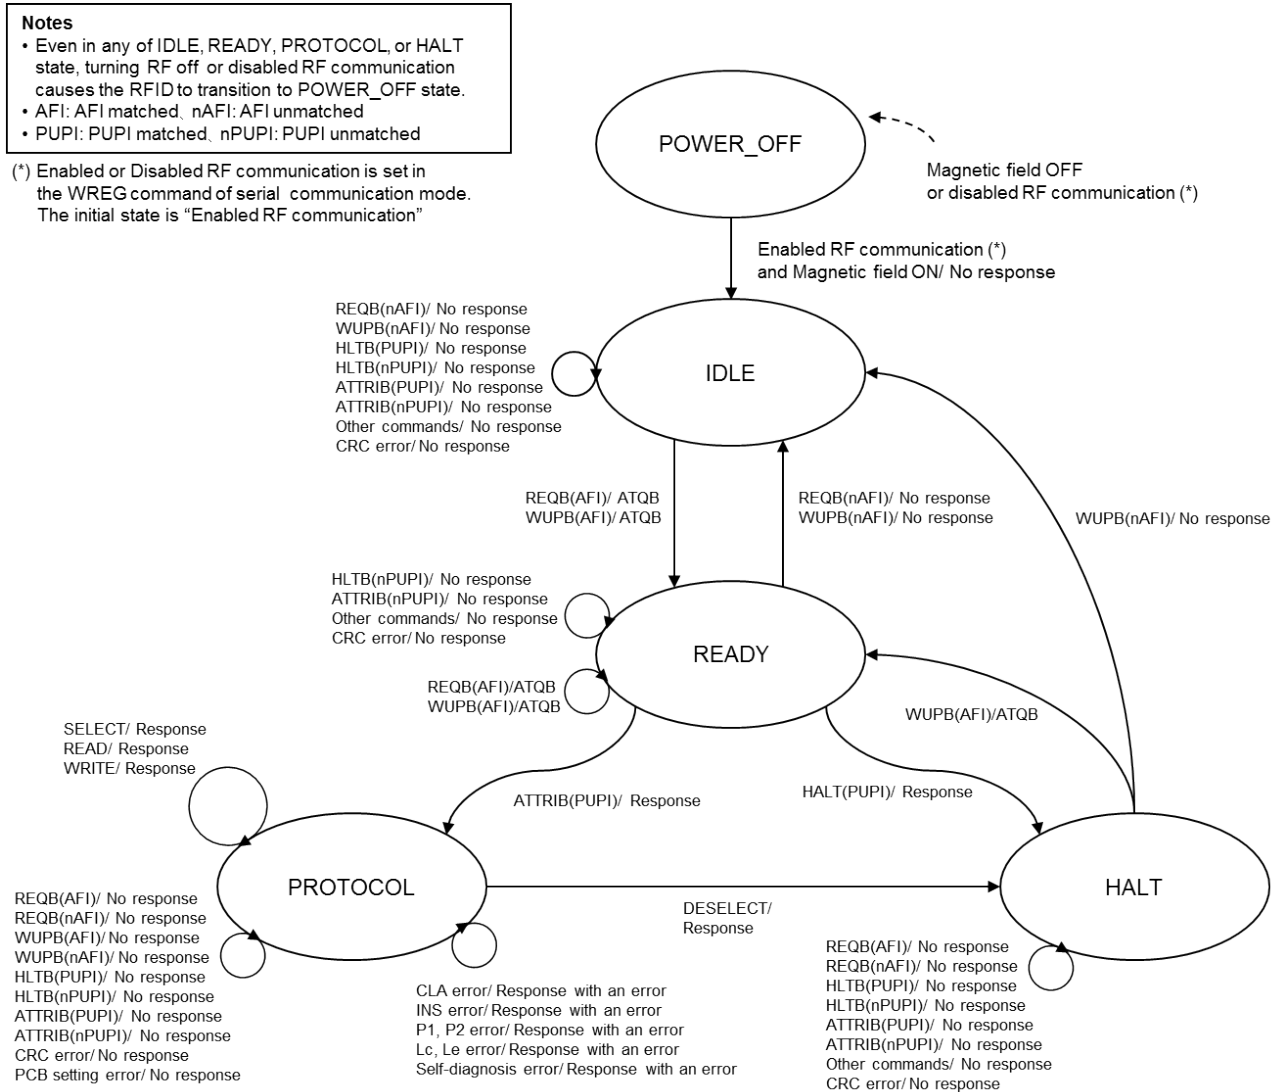 Notes
• Even in any of IDLE, READY, PROTOCOL, or HALT
state, turning RF off or disabled RF communication
causes the RFID to transition to POWER_OFF state.
• AFI: AFI matched、nAFI: AFI unmatched
• PUPI: PUPI matched、nPUPI: PUPI unmatched
(*) Enabled or Disabled RF communication is set in
the WREG command of serial communication mode.
The initial state is “Enabled RF communication”
POWER_OFF
Magnetic field OFF
or disabled RF communication (*)
Enabled RF communication (*)
and Magnetic field ON/ No response
REQB(nAFI)/ No response
WUPB(nAFI)/ No response
HLTB(PUPI)/ No response
HLTB(nPUPI)/ No response
ATTRIB(PUPI)/ No response
ATTRIB(nPUPI)/ No response
Other commands/ No response
CRC error/ No response
IDLE
REQB(AFI)/ ATQB
WUPB(AFI)/ ATQB
REQB(nAFI)/ No response
WUPB(nAFI)/ No response
WUPB(nAFI)/ No response
HLTB(nPUPI)/ No response
ATTRIB(nPUPI)/ No response
Other commands/ No response
CRC error/ No response
READY
REQB(AFI)/ATQB
WUPB(AFI)/ATQB
WUPB(AFI)/ATQB
SELECT/ Response
READ/ Response
WRITE/ Response
ATTRIB(PUPI)/ Response
HALT(PUPI)/ Response
PROTOCOL
HALT
DESELECT/
Response
REQB(AFI)/ No response
REQB(nAFI)/ No response
WUPB(AFI)/ No response
WUPB(nAFI)/ No response
HLTB(PUPI)/ No response
HLTB(nPUPI)/ No response
ATTRIB(PUPI)/ No response
ATTRIB(nPUPI)/ No response
CRC error/ No response
PCB setting error/ No response
CLA error/ Response with an error
INS error/ Response with an error
P1, P2 error/ Response with an error
Lc, Le error/ Response with an error
Self-diagnosis error/ Response with an error
REQB(AFI)/ No response
REQB(nAFI)/ No response
HLTB(PUPI)/ No response
HLTB(nPUPI)/ No response
ATTRIB(PUPI)/ No response
ATTRIB(nPUPI)/ No response
Other commands/ No response
CRC error/ No response